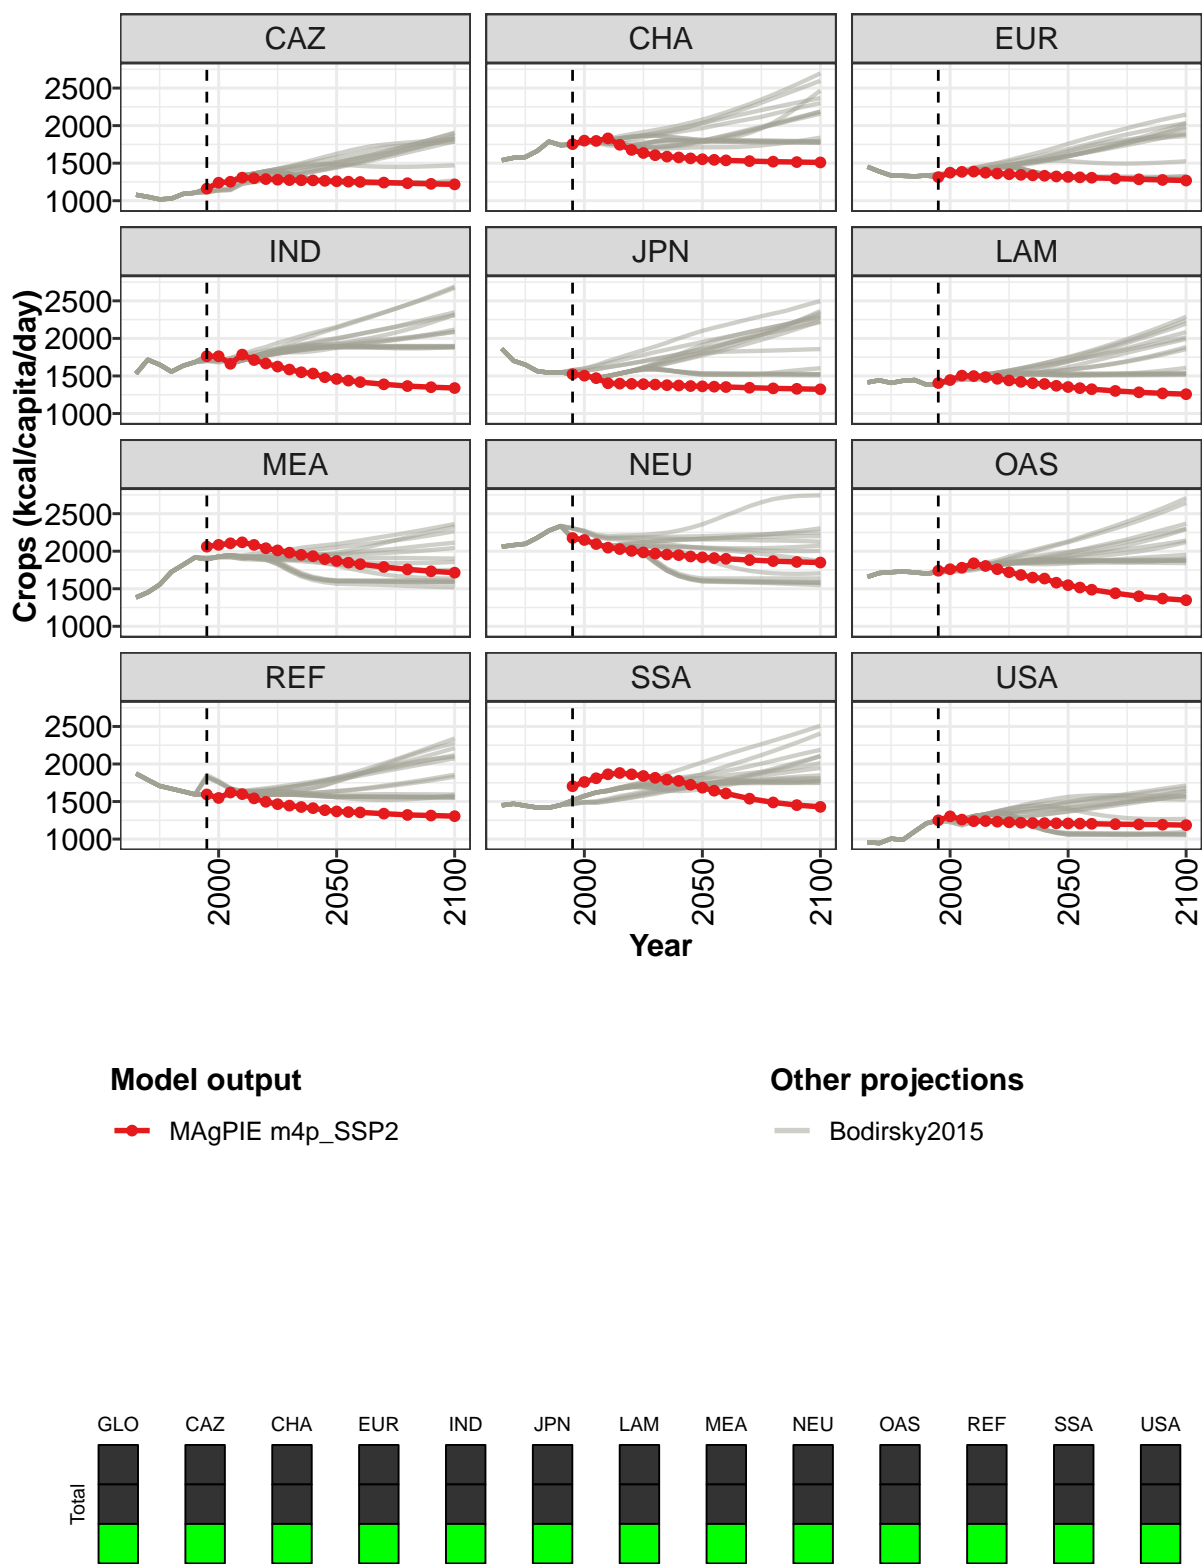 CAZ CHA EUR
2500
2000
1500
1000
IND JPN LAM
2500
2000
1500
1000
MEA NEU OAS
2500
2000
1500
1000
REF SSA USA
2500
2000
1500
1000
Crops (kcal/capita/day)
2000 2050 2100 2000 2050 2100 2000 2050 2100
Year
Model output
MAgPIE m4p_SSP2
Other projections
Bodirsky2015
GLO CAZ CHA EUR IND JPN LAM MEA NEU OAS REF SSA USA
Total